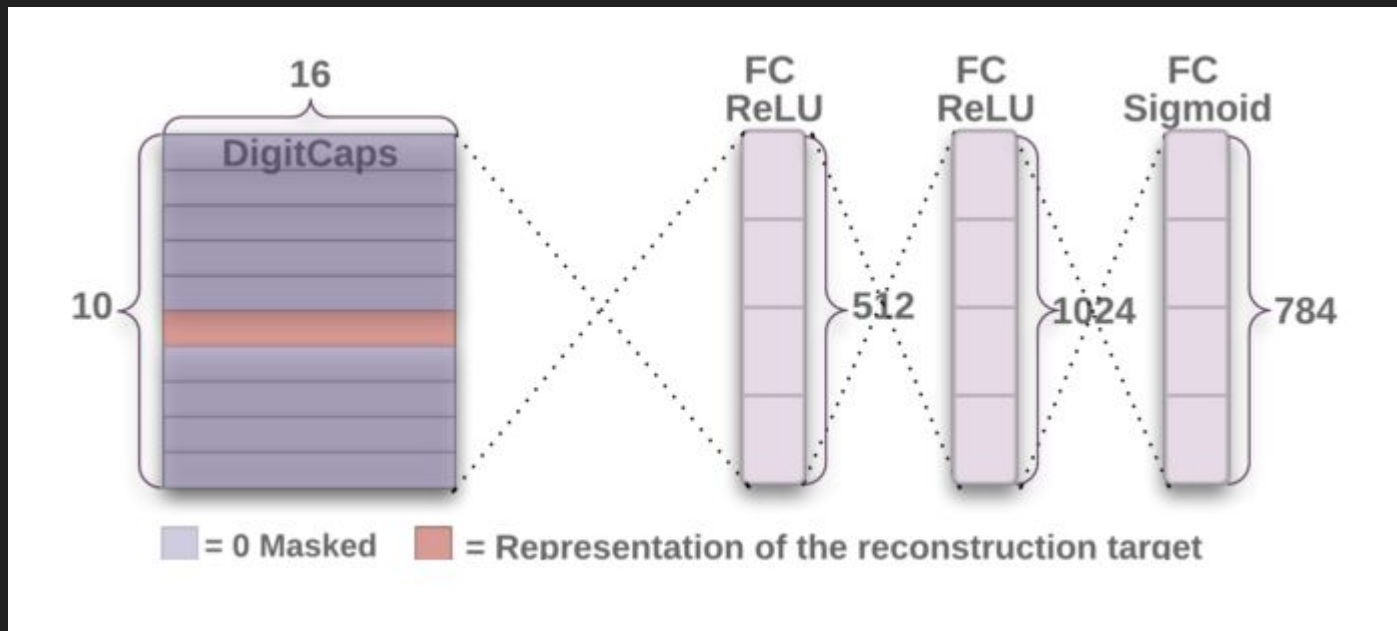 16
FC
ReLU
FC
ReLU
FC
Sigmoid
DigitCaps
10
512
1024
784
= 0 Masked
= Representation of the reconstruction target